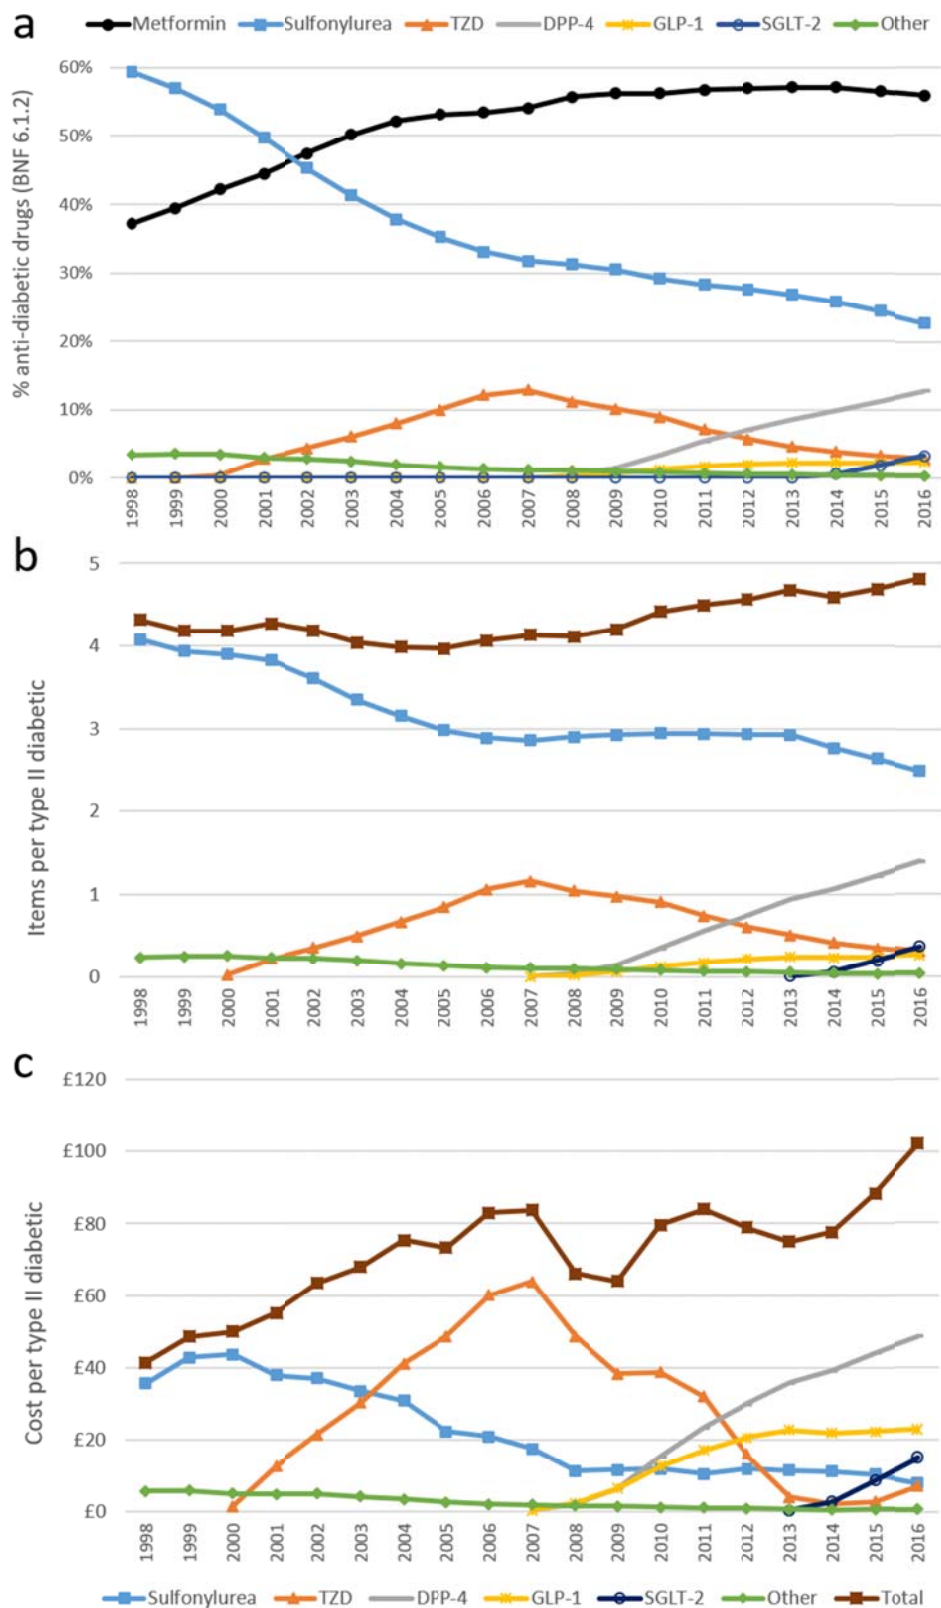 a
Metformin Sulfonylurea TZD DPP-4 GLP-1 SGLT-2 Other
% anti-diabetic drugs (BNF 6.1.2)
60%
50%
40%
30%
20%
10%
0%
1998 1999 2000 2001 2002 2003 2004 2005 2006 2007 2008 2009 2010 2011 2012 2013 2014 2015 2016
b
Items per type II diabetic
5
4
3
2
1
0
1998 1999 2000 2001 2002 2003 2004 2005 2006 2007 2008 2009 2010 2011 2012 2013 2014 2015 2016
c
Cost per type II diabetic
£120
£100
£80
£60
£40
£20
£0
1998 1999 2000 2001 2002 2003 2004 2005 2006 2007 2008 2009 2010 2011 2012 2013 2014 2015 2016
Sulfonylurea TZD DPP-4 GLP-1 SGLT-2 Other Total